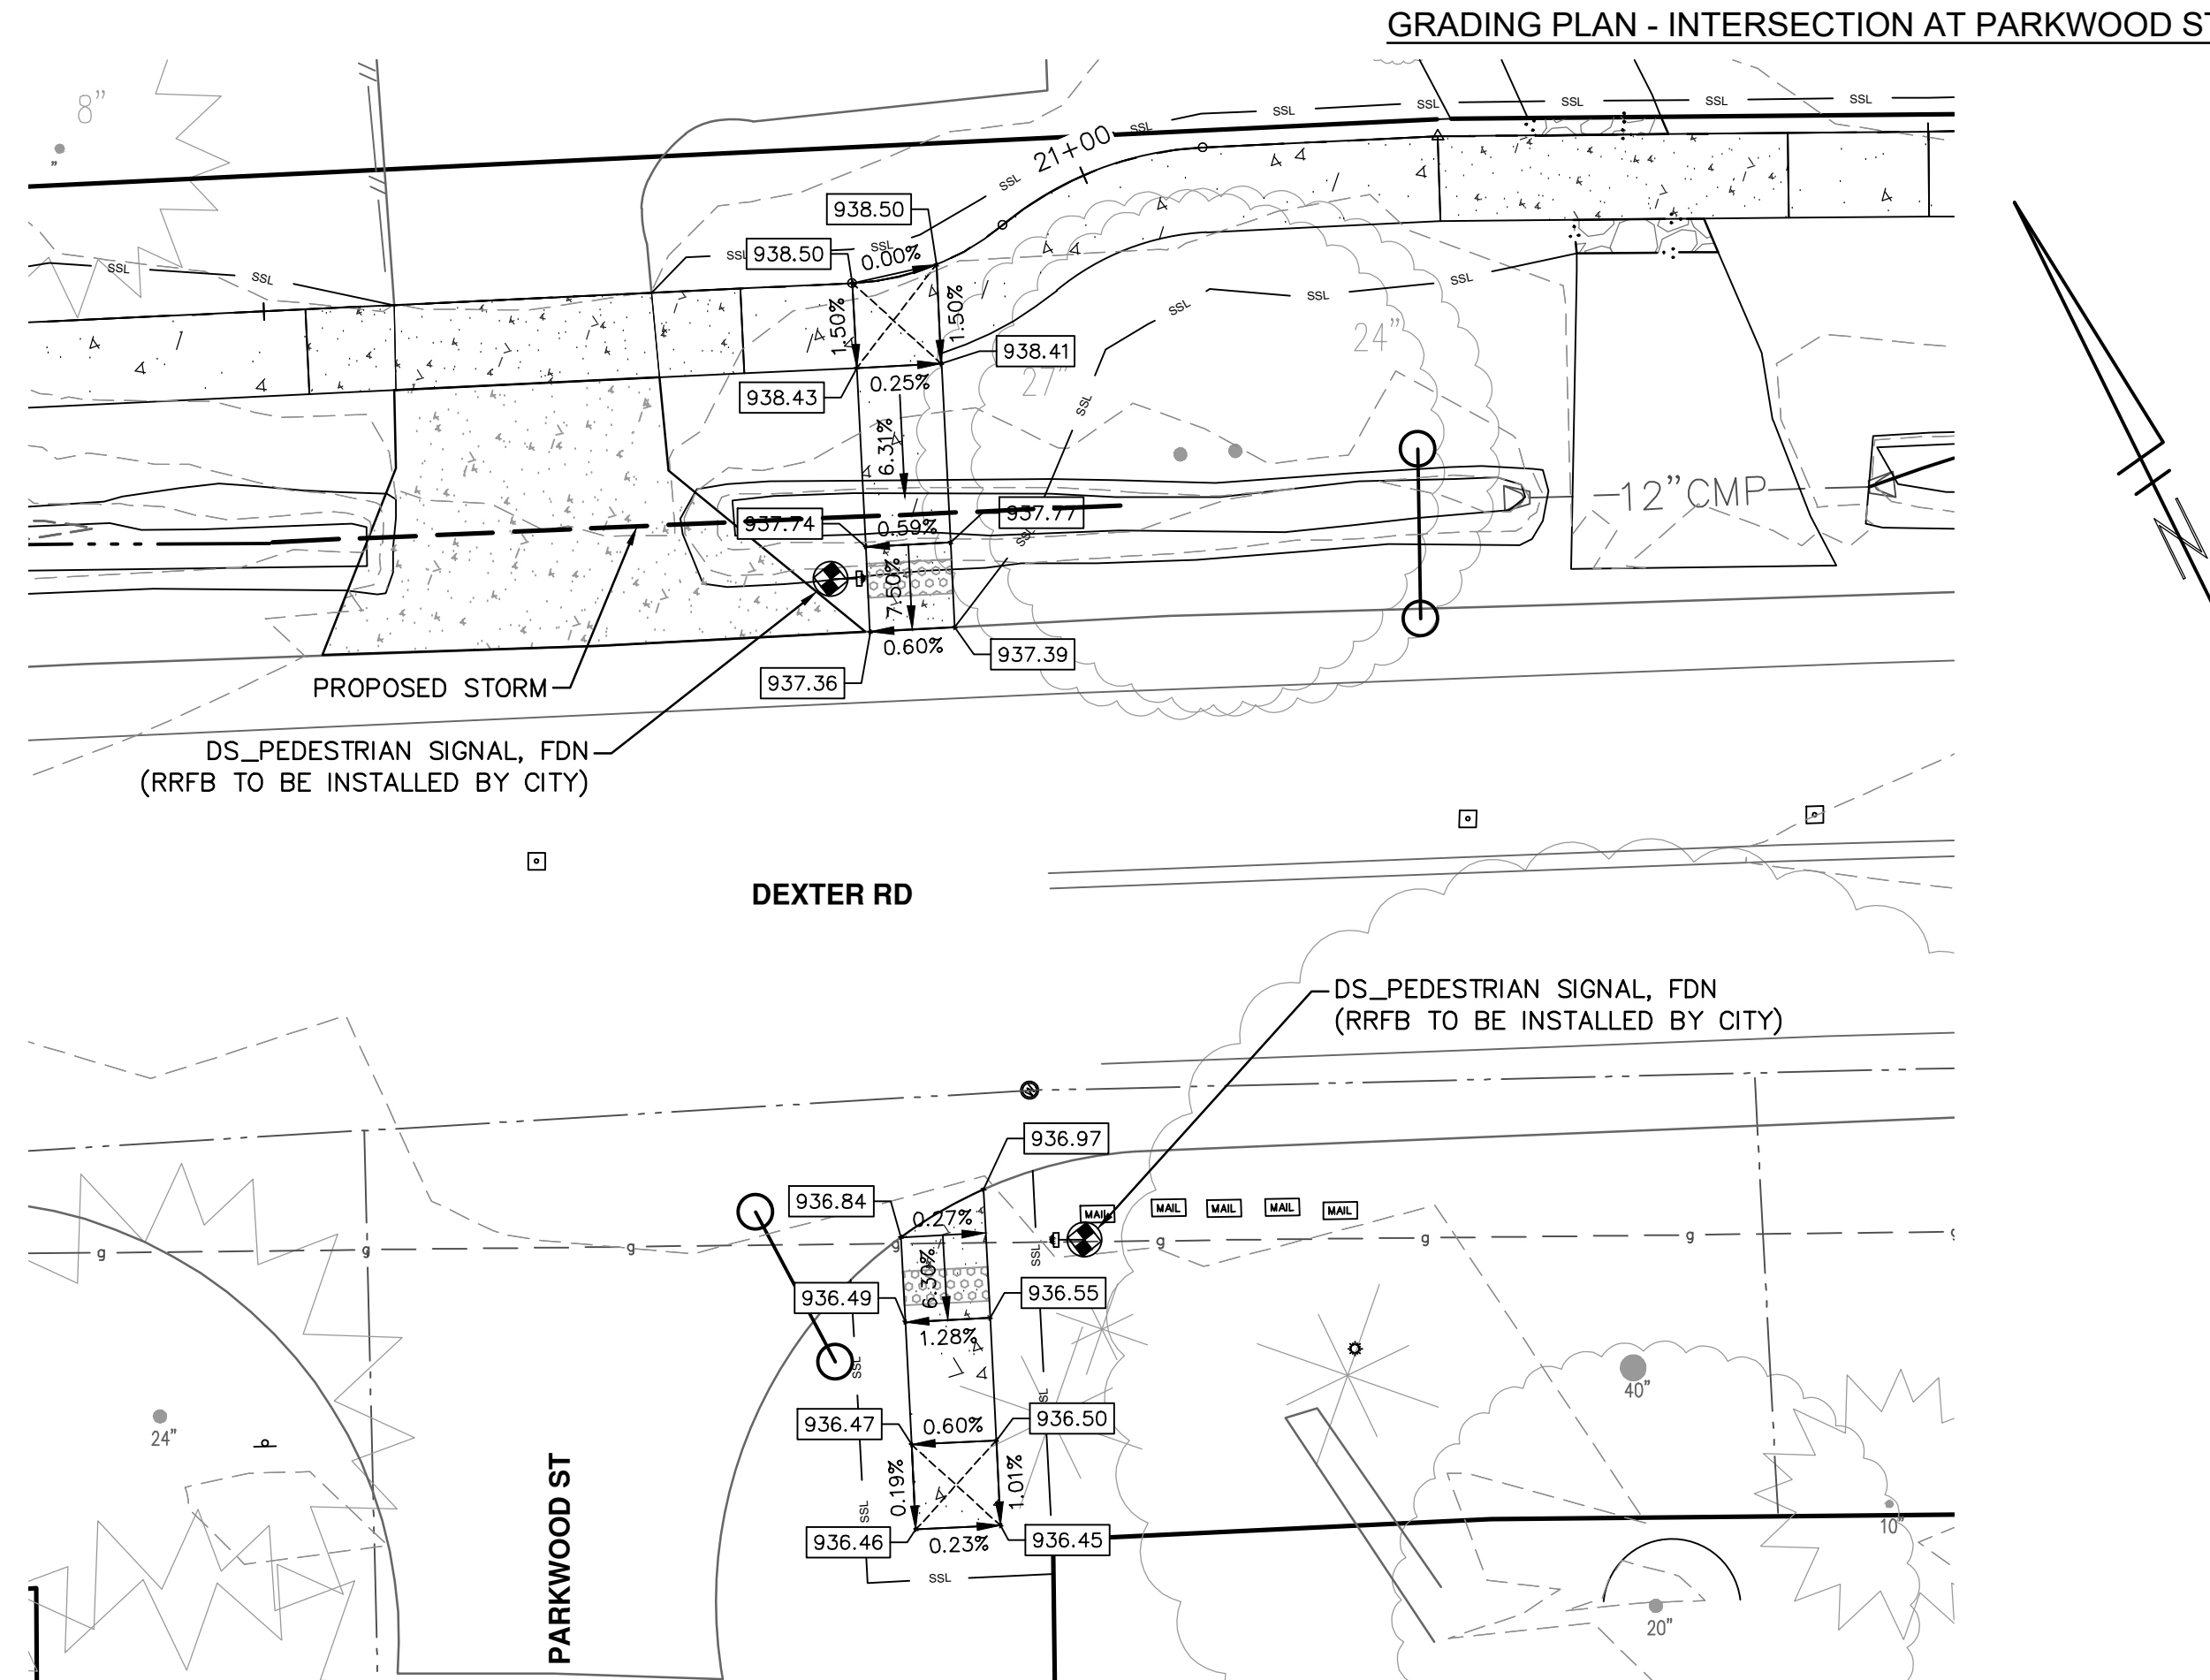 GRADING PLAN - INTERSECTION AT PARKWOOD ST
8"
"
SSL
SSL
SSL
SSL
SSL
SSL
SSL
21+00
SSL
938.50
SSL
938.50
SSL
0.00%
SSL
SSL
SSL
SSL
SSL
SSL
1.50%
1.50%
24"
938.41
27"
0.25%
938.43
SSL
6.31%
12"CMP
937.74
937.77
0.59%
SSL
7.50%
0.60%
937.39
937.36
PROPOSED STORM
DS_PEDESTRIAN SIGNAL, FDN
(RRFB TO BE INSTALLED BY CITY)
DEXTER RD
DS_PEDESTRIAN SIGNAL, FDN
(RRFB TO BE INSTALLED BY CITY)
936.97
936.84
0.27%
MAIL MAIL MAIL MAIL MAIL
g g g g g g g g
SSL
6.30%
936.49
936.55
1.28%
SSL
40"
SSL
936.47
0.60%
936.50
24"
0.19%
1.01%
SSL
936.46
0.23%
936.45
10"
SSL
PARKWOOD ST
20"
N